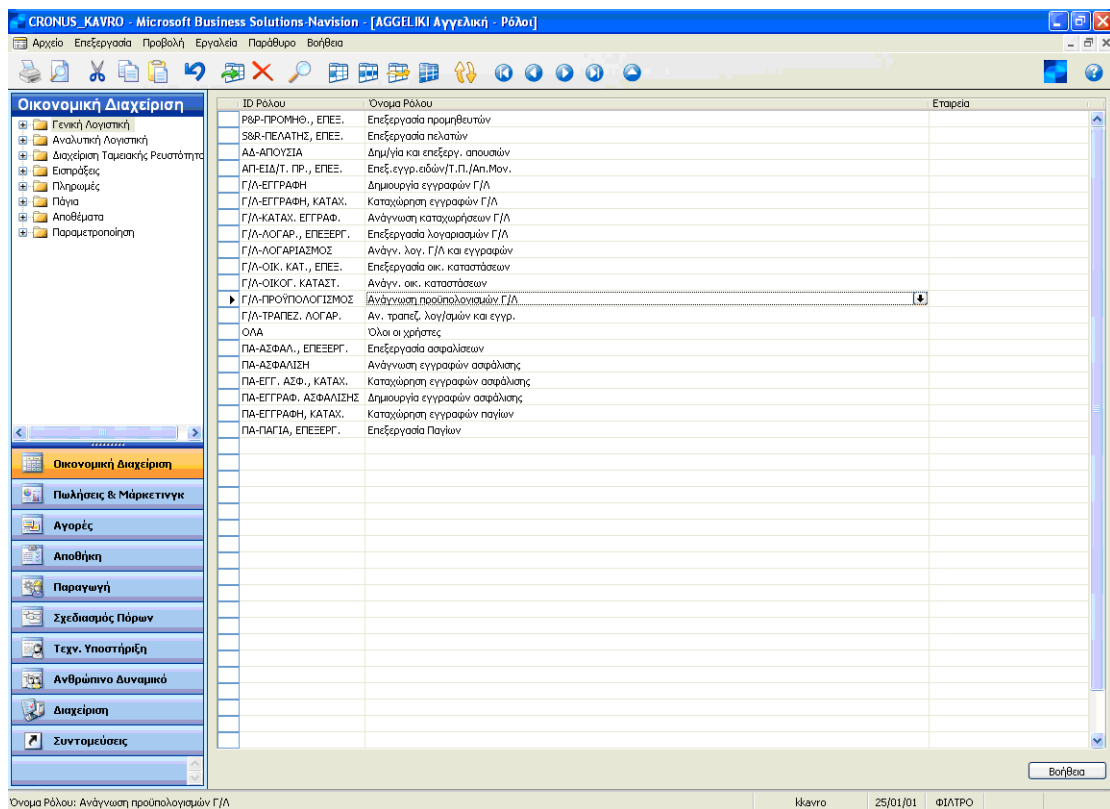 CRONUS_KAVRO - Microsoft Business Solutions-Navision - [AGGELIKI Αγγελική - Ρόλοι]
Αρχείο Επεξεργασία Προβολή Εργαλεία Παράθυρο Βοήθεια
Οικονομική Διαχείριση
Γενική Λογιστική
Αναλυτική Λογιστική
Διαχείριση Ταμειακής Ρευστότητο
Εισπράξεις
Πληρωμές
Πάγια
Αποθέματα
Παραμετροποίηση
Οικονομική Διαχείριση
Πωλήσεις & Μάρκετινγκ
Αγορές
Αποθήκη
Παραγωγή
Σχεδιασμός Πόρων
Τεχν. Υποστήριξη
Ανθρώπινο Δυναμικό
Διαχείριση
Συντομεύσεις
ID Ρόλου Όνομα Ρόλου Εταιρεία
P&P-ΠΡΟΜΗΘ., ΕΠΕΞ. Επεξεργασία προμηθευτών
S&R-ΠΕΛΑΤΗΣ, ΕΠΕΞ. Επεξεργασία πελατών
ΑΔ-ΑΠΟΥΣΙΑ Δημ/γία και επεξεργ. απουσιών
ΑΠ-ΕΙΔ/Τ. ΠΡ., ΕΠΕΞ. Επεξ.εγγρ.ειδών/Τ.Π./Απ.Μον.
Γ/Λ-ΕΓΓΡΑΦΗ Δημιουργία εγγραφών Γ/Λ
Γ/Λ-ΕΓΓΡΑΦΗ, ΚΑΤΑΧ. Καταχώρηση εγγραφών Γ/Λ
Γ/Λ-ΚΑΤΑΧ. ΕΓΓΡΑΦ. Ανάγνωση καταχωρήσεων Γ/Λ
Γ/Λ-ΛΟΓΑΡ., ΕΠΕΞΕΡΓ. Επεξεργασία λογαριασμών Γ/Λ
Γ/Λ-ΛΟΓΑΡΙΑΣΜΟΣ Ανάγν. λογ. Γ/Λ και εγγραφών
Γ/Λ-ΟΙΚ. ΚΑΤ., ΕΠΕΞ. Επεξεργασία οικ. καταστάσεων
Γ/Λ-ΟΙΚΟΓ. ΚΑΤΑΣΤ. Ανάγν. οικ. καταστάσεων
Γ/Λ-ΠΡΟΫΠΟΛΟΓΙΣΜΟΣ Ανάγνωση προϋπολογισμών Γ/Λ
Γ/Λ-ΤΡΑΠΕΖ. ΛΟΓΑΡ. Αν. τραπεζ. λογ/σμών και εγγρ.
ΟΛΑ Όλοι οι χρήστες
ΠΑ-ΑΣΦΑΛ., ΕΠΕΞΕΡΓ. Επεξεργασία ασφαλίσεων
ΠΑ-ΑΣΦΑΛΙΣΗ Ανάγνωση εγγραφών ασφάλισης
ΠΑ-ΕΓΓ. ΑΣΦ., ΚΑΤΑΧ. Καταχώρηση εγγραφών ασφάλισης
ΠΑ-ΕΓΓΡΑΦ. ΑΣΦΑΛΙΣΗΣ Δημιουργία εγγραφών ασφάλισης
ΠΑ-ΕΓΓΡΑΦΗ, ΚΑΤΑΧ. Καταχώρηση εγγραφών παγίων
ΠΑ-ΠΑΓΙΑ, ΕΠΕΞΕΡΓ. Επεξεργασία Παγίων
Βοήθεια
Όνομα Ρόλου: Ανάγνωση προϋπολογισμών Γ/Λ kkavro 25/01/01 ΦΙΛΤΡΟ